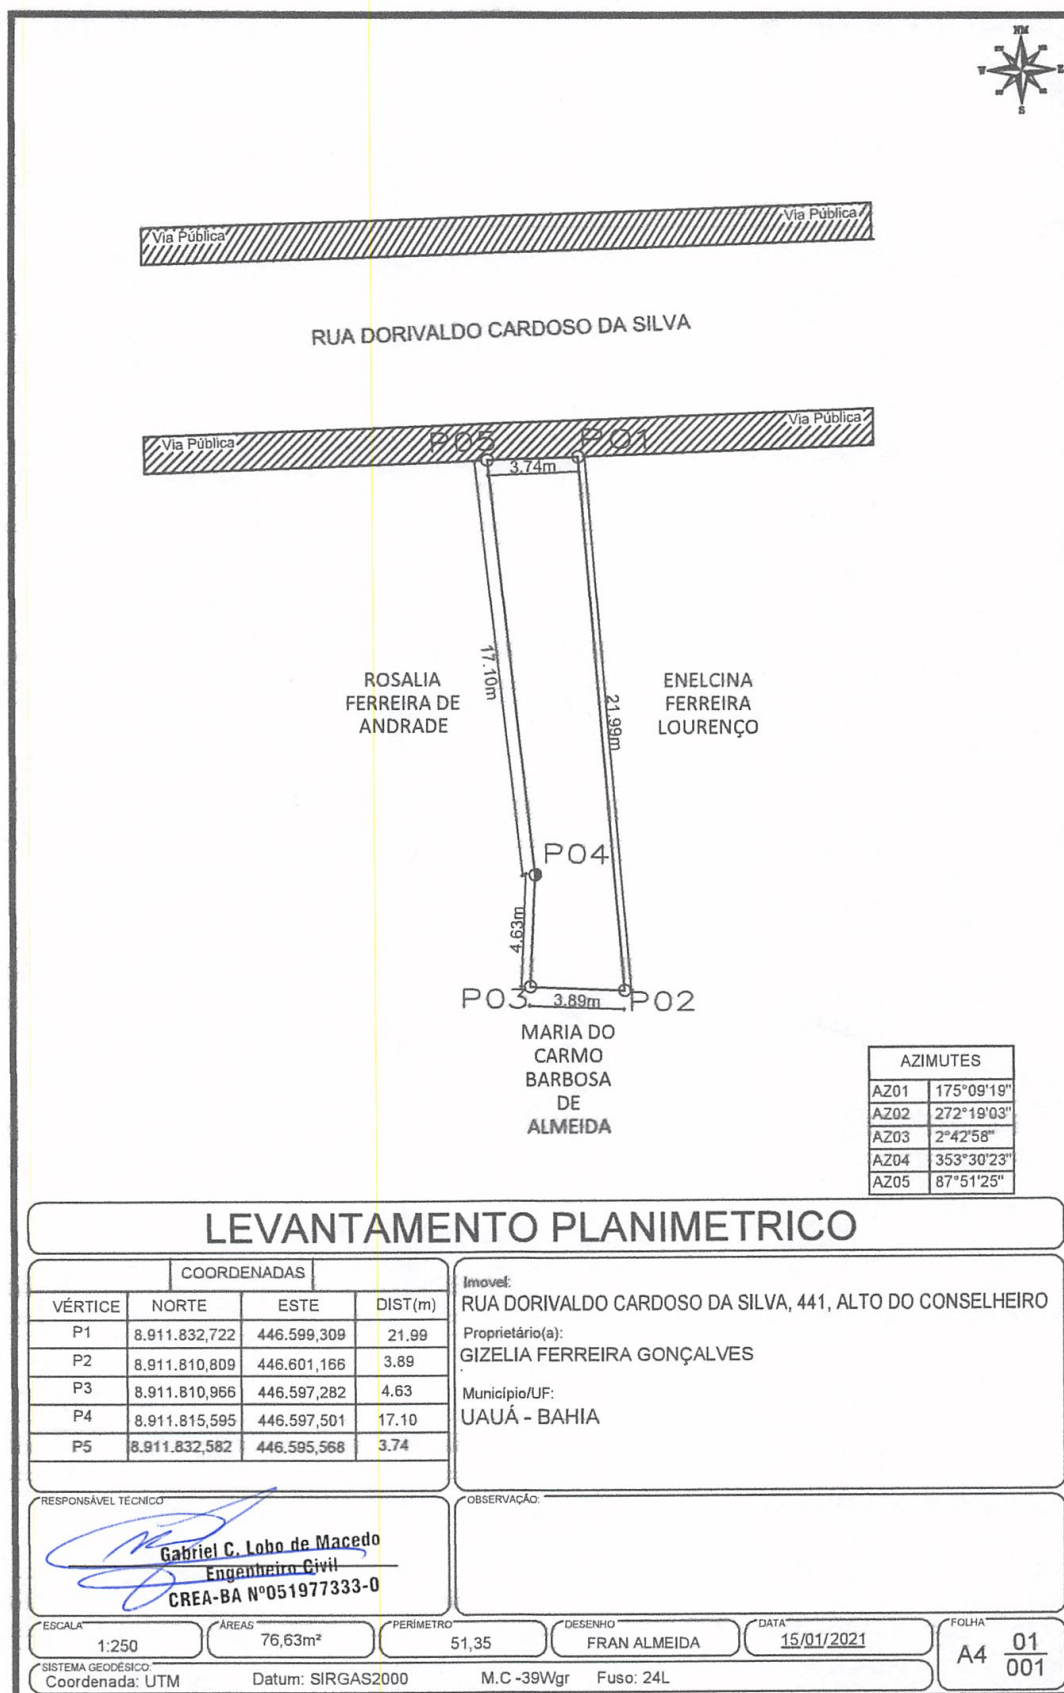 NM
W E
S
Via Pública
Via Pública
RUA DORIVALDO CARDOSO DA SILVA
Via Pública
Via Pública
P05
P01
3.74m
17.10m
21.99m
ROSALIA
FERREIRA DE
ANDRADE
ENELCINA
FERREIRA
LOURENÇO
P04
4.63m
P03
3.89m
P02
MARIA DO
CARMO
BARBOSA
DE
ALMEIDA
AZIMUTES
AZ01 175°09'19"
AZ02 272°19'03"
AZ03 2°42'58"
AZ04 353°30'23"
AZ05 87°51'25"
LEVANTAMENTO PLANIMETRICO
COORDENADAS
VÉRTICE NORTE ESTE DIST(m)
P1 8.911.832,722 446.599,309 21.99
P2 8.911.810,809 446.601,166 3.89
P3 8.911.810,966 446.597,282 4.63
P4 8.911.815,595 446.597,501 17.10
P5 8.911.832,582 446.595,568 3.74
Imovel:
RUA DORIVALDO CARDOSO DA SILVA, 441, ALTO DO CONSELHEIRO
Proprietário(a):
GIZELIA FERREIRA GONÇALVES
Município/UF:
UAUÁ - BAHIA
RESPONSÁVEL TÉCNICO
Gabriel C. Lobo de Macedo
Engenheiro Civil
CREA-BA Nº051977333-0
OBSERVAÇÃO:
ESCALA
1:250
ÁREAS
76,63m²
PERÍMETRO
51,35
DESENHO
FRAN ALMEIDA
DATA
15/01/2021
FOLHA
A4 01
001
SISTEMA GEODÉSICO:
Coordenada: UTM Datum: SIRGAS2000 M.C -39Wgr Fuso: 24L